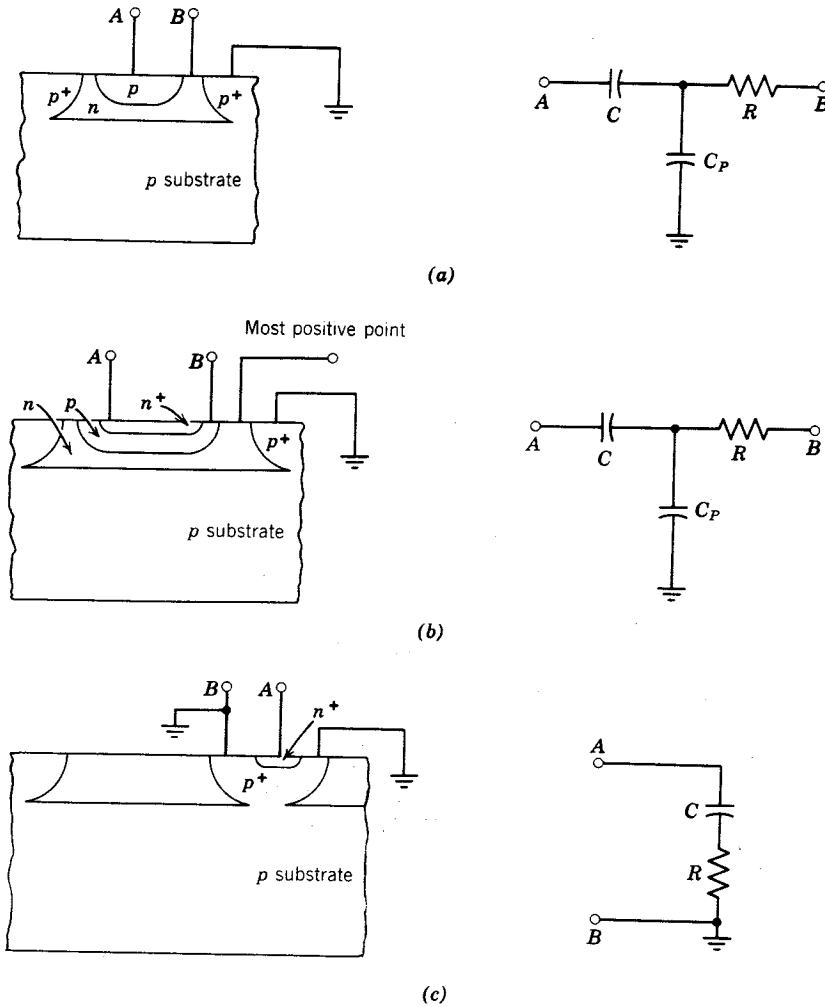 A B
p+ p p+
n
p substrate
A C R B
C_P
(a)
Most positive point
A B
n p n+
p+
p substrate
A C R B
C_P
(b)
B A
n+
p+
p substrate
A
C
R
B
(c)